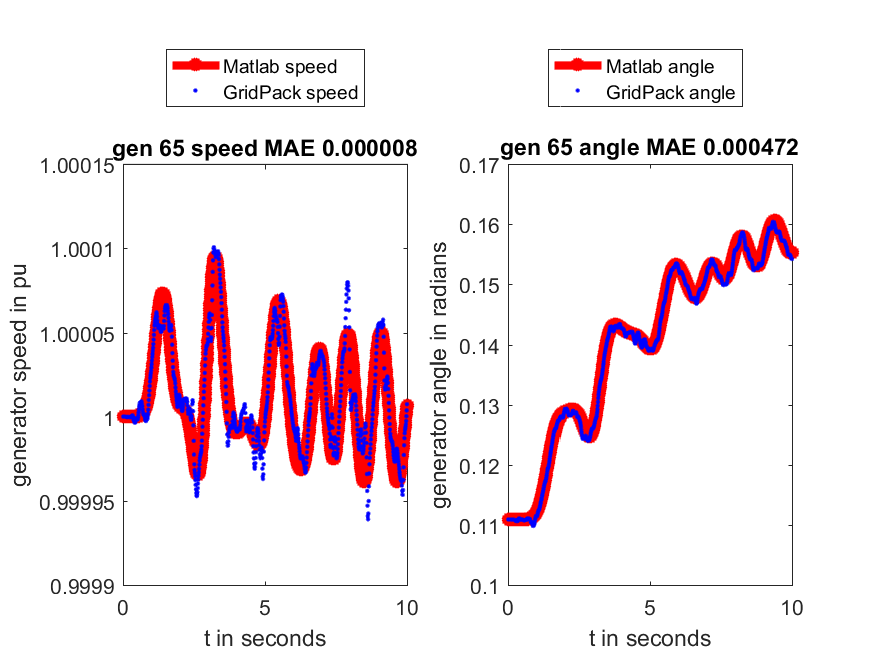 Matlab speed
GridPack speed
gen 65 speed MAE 0.000008
1.00015
1.0001
1.00005
1
0.99995
0.9999
generator speed in pu
0
5
10
t in seconds
Matlab angle
GridPack angle
gen 65 angle MAE 0.000472
0.17
0.16
0.15
0.14
0.13
0.12
0.11
0.1
generator angle in radians
0
5
10
t in seconds